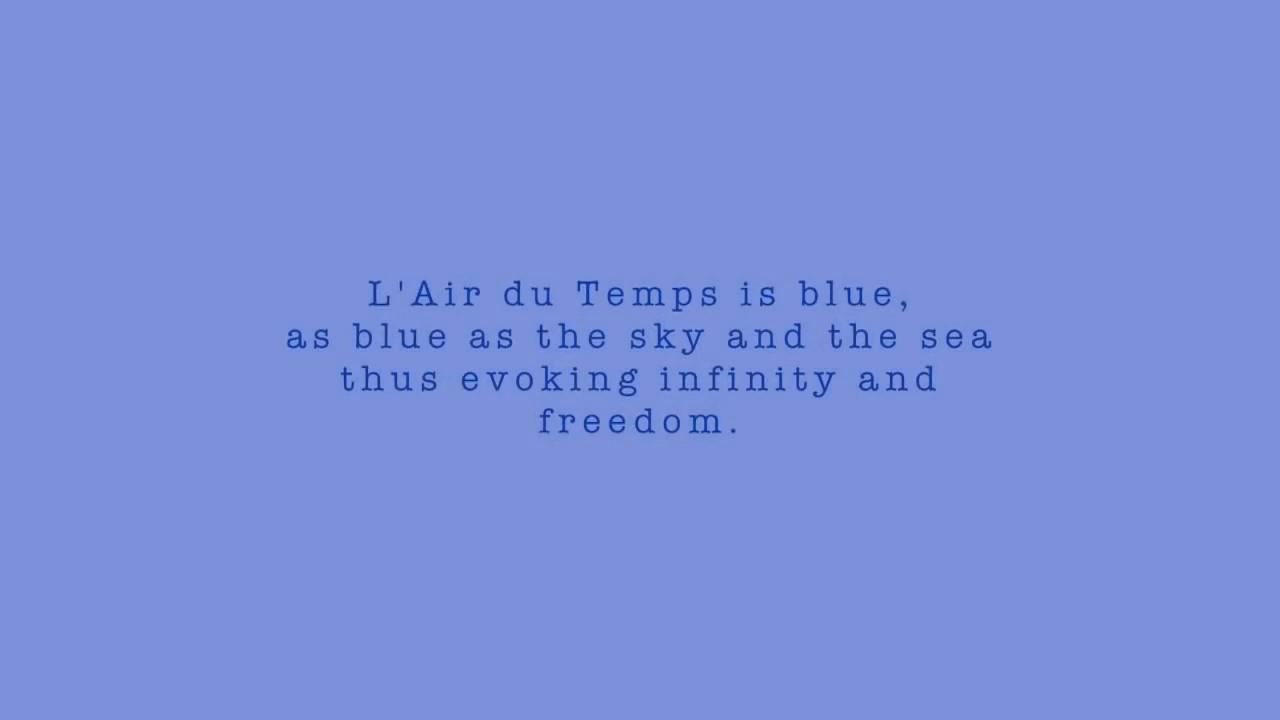 L'Air du Temps is blue,
as blue as the sky and the sea
thus evoking infinity and
freedom.